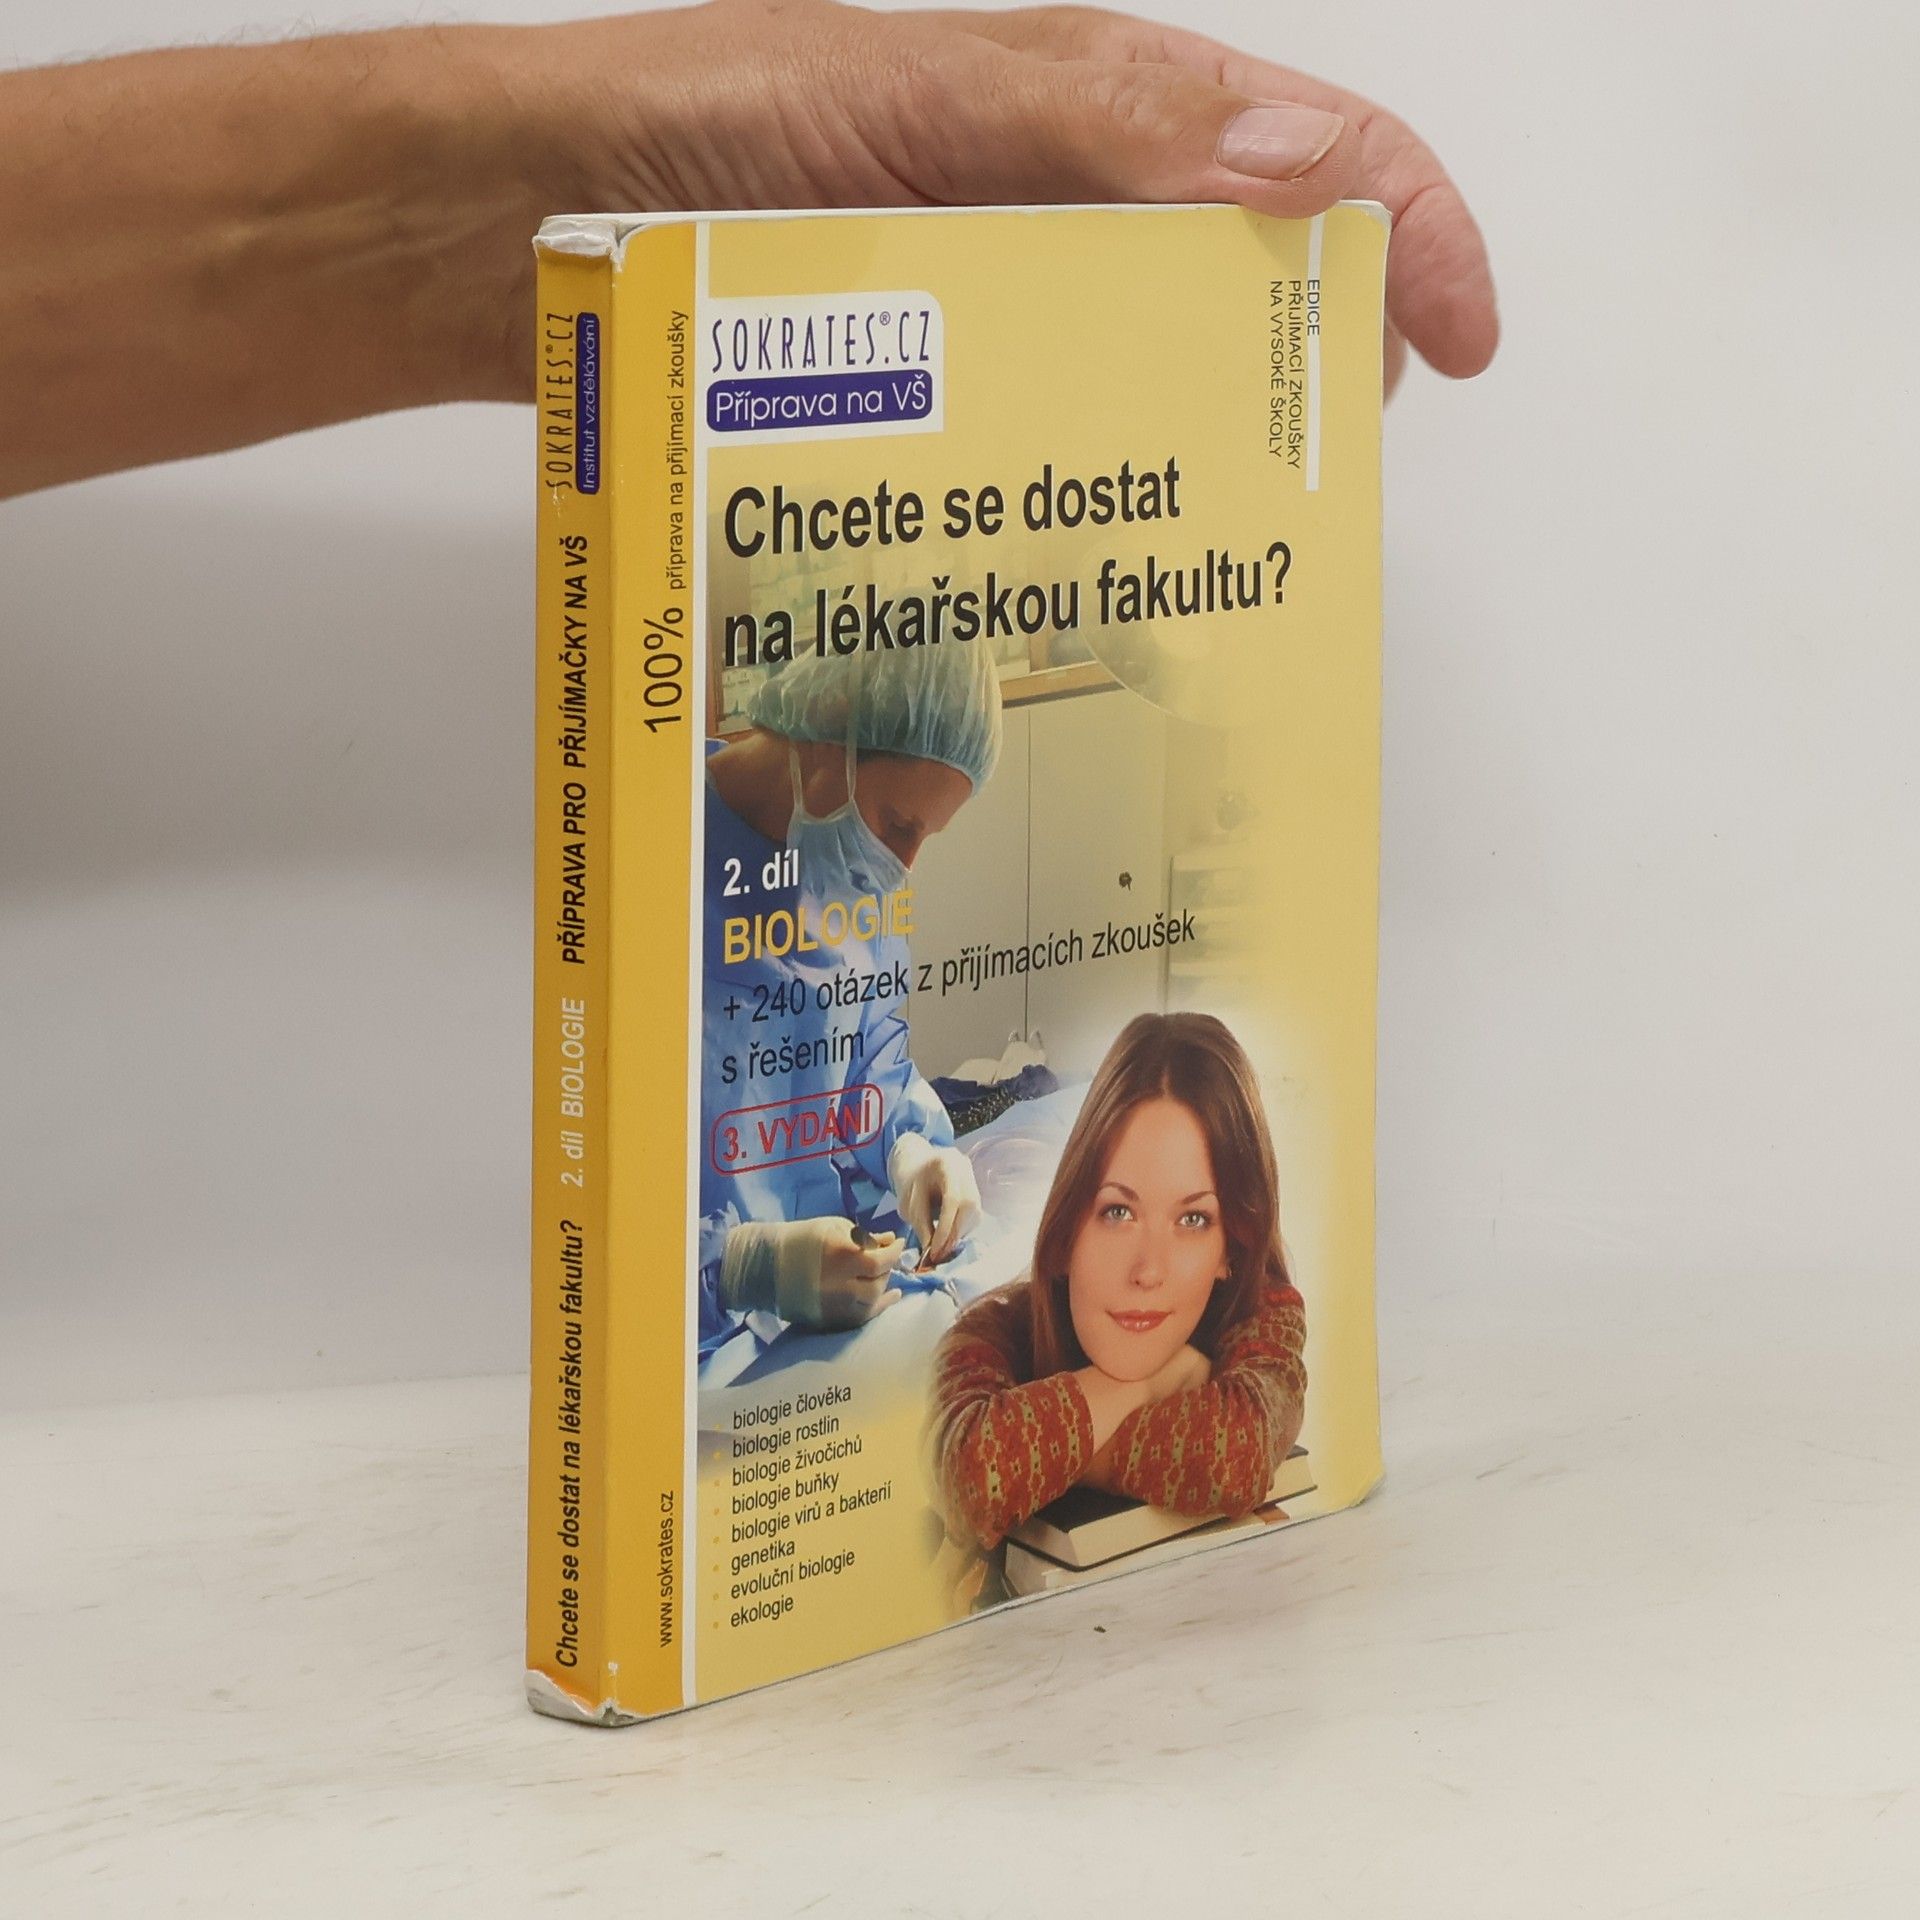 SOKRATES®.CZ
Institut vzdělávání
PŘÍPRAVA PRO PŘIJÍMAČKY NA VŠ
2. díl BIOLOGIE
Chcete se dostat na lékařskou fakultu?
100% příprava na přijímací zkoušky
www.sokrates.cz
SOKRATES®.CZ
Příprava na VŠ
EDICE
PŘIJÍMACÍ ZKOUŠKY
NA VYSOKÉ ŠKOLY
Chcete se dostat
na lékařskou fakultu?
2. díl
BIOLOGIE
+ 240 otázek z přijímacích zkoušek
s řešením
3. VYDÁNÍ
biologie člověka
biologie rostlin
biologie živočichů
biologie buňky
biologie virů a bakterií
genetika
evoluční biologie
ekologie